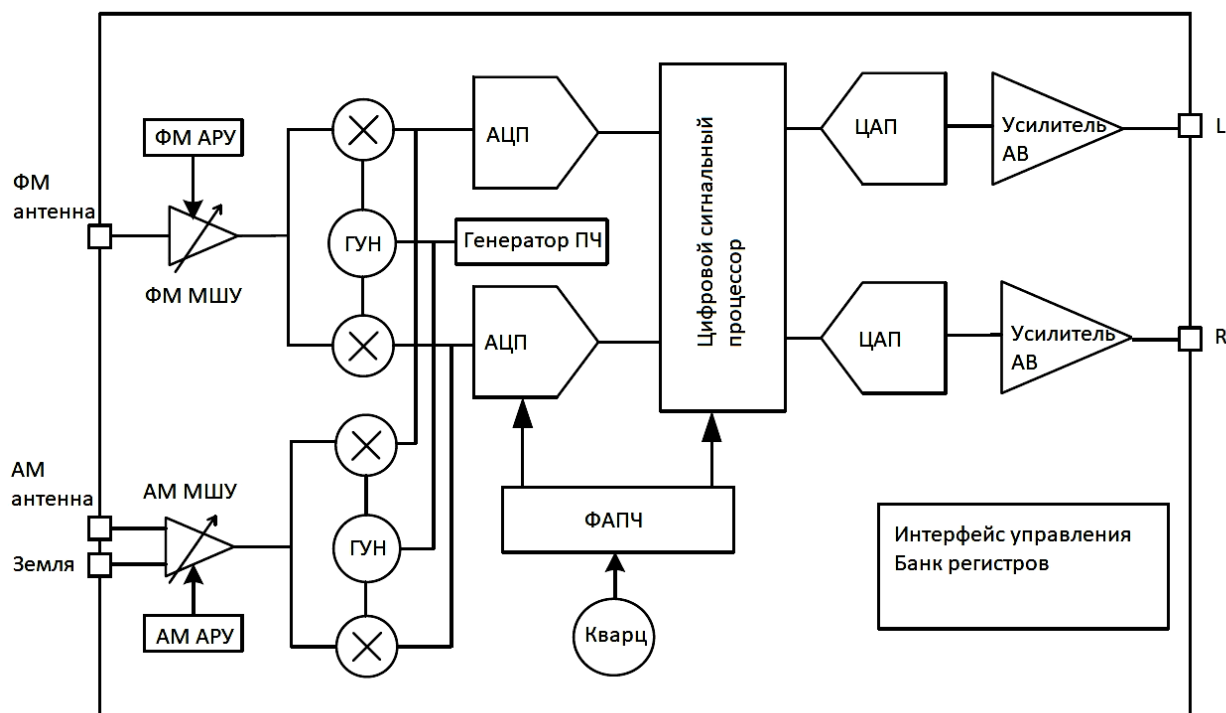 ФМ АРУ
ФМ
антенна
ФМ МШУ
ГУН
Генератор ПЧ
АЦП
АЦП
Цифровой сигнальный
процессор
ЦАП
Усилитель
АВ
L
ЦАП
Усилитель
АВ
R
АМ
антенна
АМ МШУ
Земля
АМ АРУ
ГУН
ФАПЧ
Кварц
Интерфейс управления
Банк регистров